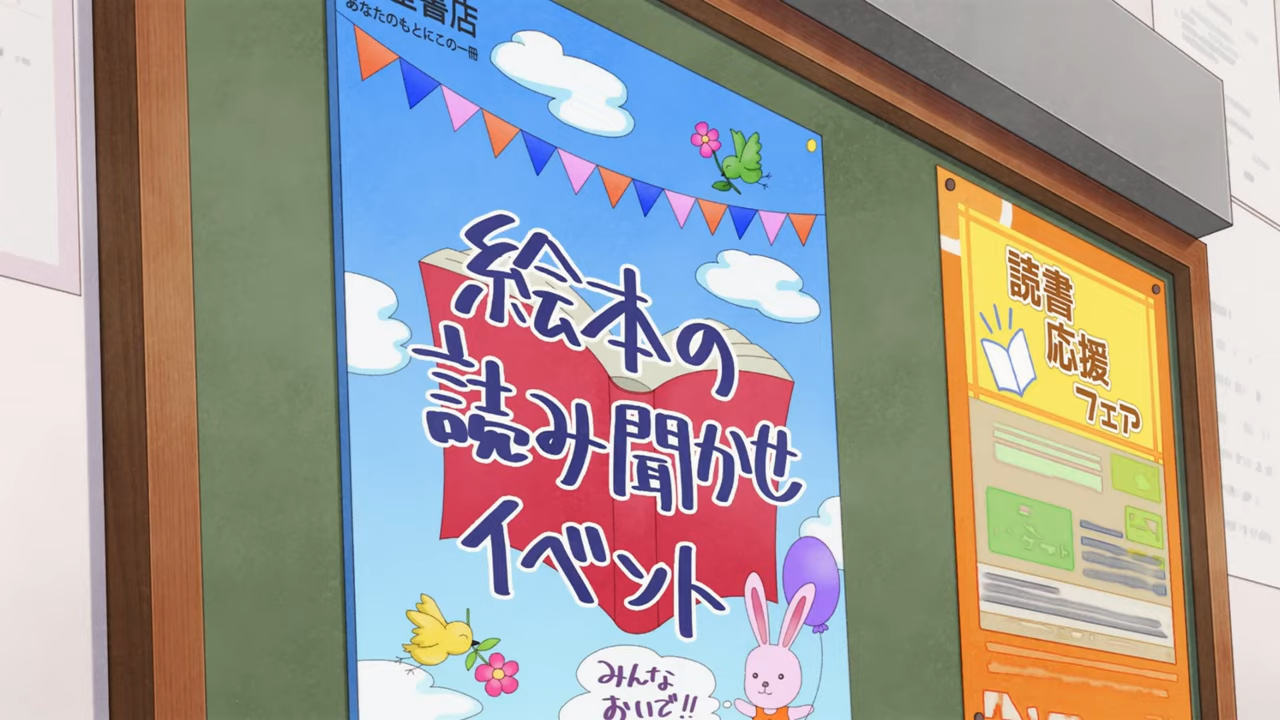 書店
あなたのもとにこの一冊
絵本の
読み聞かせ
イベント
みんな
おいで!!
読書
応援
フェア